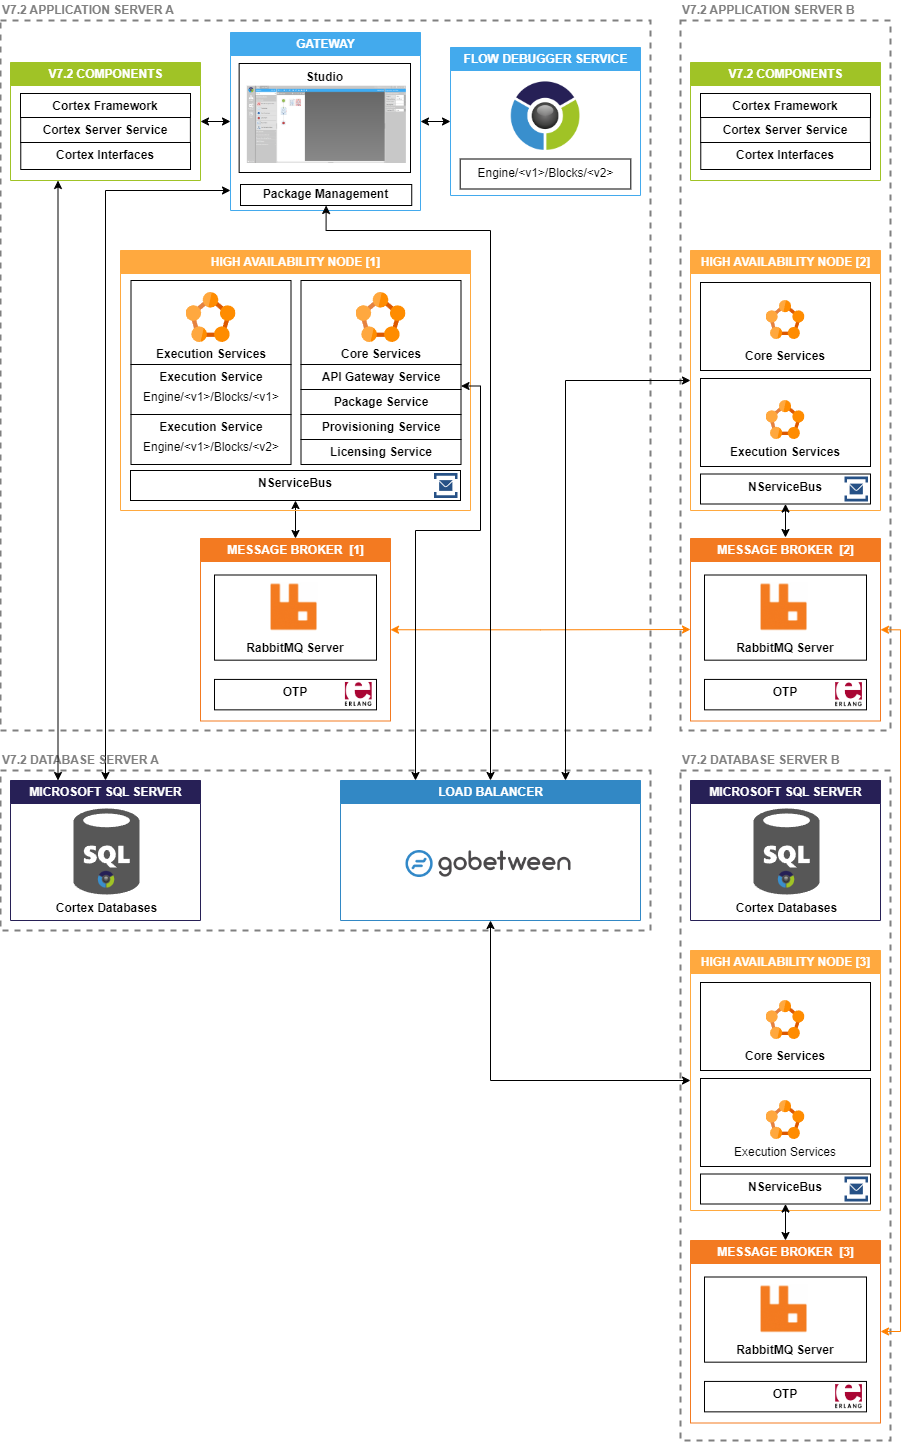 V7.2 APPLICATION SERVER A
GATEWAY
Studio
Package Management
V7.2 COMPONENTS
Cortex Framework
Cortex Server Service
Cortex Interfaces
FLOW DEBUGGER SERVICE
Engine/<v1>/Blocks/<v2>
HIGH AVAILABILITY NODE [1]
Execution Services
Execution Service
Engine/<v1>/Blocks/<v1>
Execution Service
Engine/<v1>/Blocks/<v2>
Core Services
API Gateway Service
Package Service
Provisioning Service
Licensing Service
NServiceBus
MESSAGE BROKER [1]
RabbitMQ Server
OTP
ERLANG
V7.2 APPLICATION SERVER B
V7.2 COMPONENTS
Cortex Framework
Cortex Server Service
Cortex Interfaces
HIGH AVAILABILITY NODE [2]
Core Services
Execution Services
NServiceBus
MESSAGE BROKER [2]
RabbitMQ Server
OTP
ERLANG
V7.2 DATABASE SERVER A
MICROSOFT SQL SERVER
SQL
Cortex Databases
LOAD BALANCER
gobetween
V7.2 DATABASE SERVER B
MICROSOFT SQL SERVER
SQL
Cortex Databases
HIGH AVAILABILITY NODE [3]
Core Services
Execution Services
NServiceBus
MESSAGE BROKER [3]
RabbitMQ Server
OTP
ERLANG